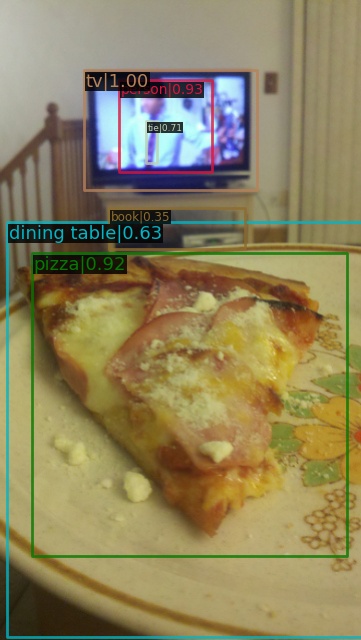 tv|1.00
person|0.93
tie|0.71
book|0.35
dining table|0.63
pizza|0.92